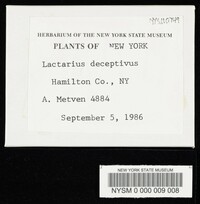 HERBARIUM OF THE NEW YORK STATE MUSEUM
PLANTS OF NEW YORK
Lactarius deceptivus
Hamilton Co., NY
A. Metven 4884
September 5, 1986
NEW YORK STATE MUSEUM
NYSM 0 000 009 008